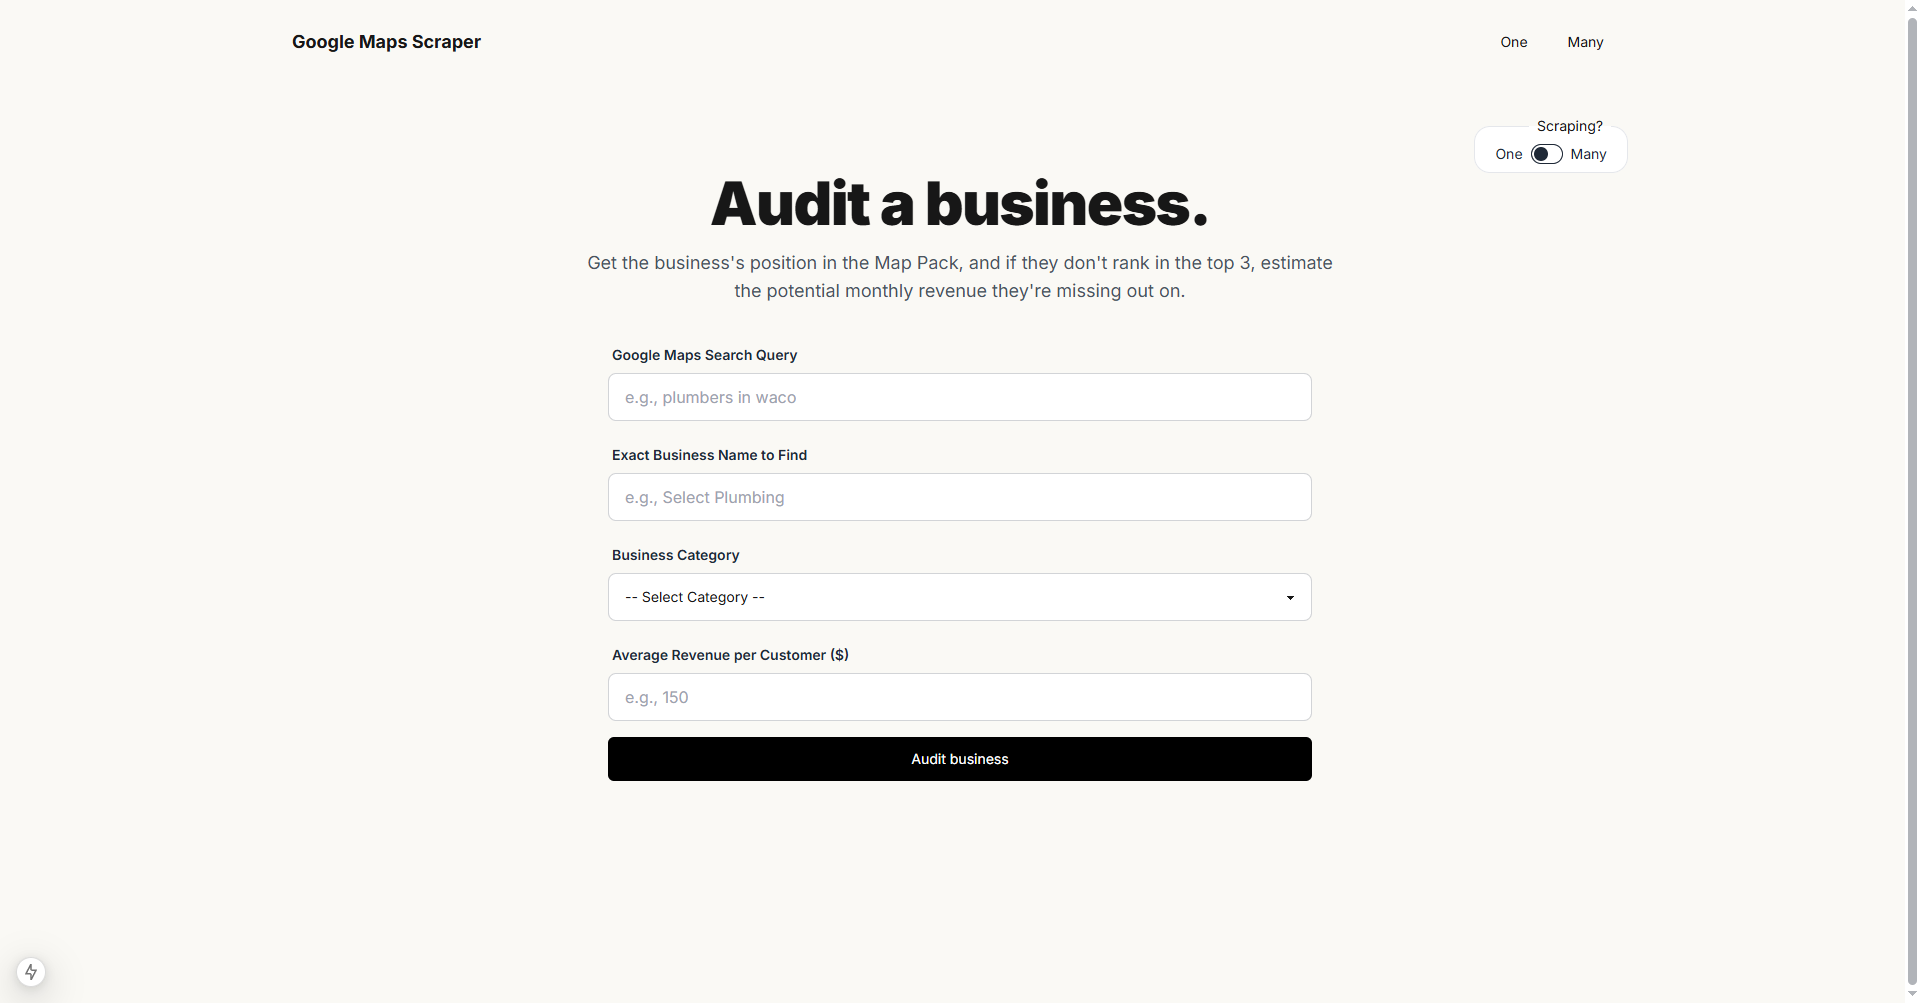 Google Maps Scraper
One
Many
Scraping?
One
Many
Audit a business.
Get the business's position in the Map Pack, and if they don't rank in the top 3, estimate
the potential monthly revenue they're missing out on.
Google Maps Search Query
e.g., plumbers in waco
Exact Business Name to Find
e.g., Select Plumbing
Business Category
-- Select Category --
Average Revenue per Customer ($)
e.g., 150
Audit business